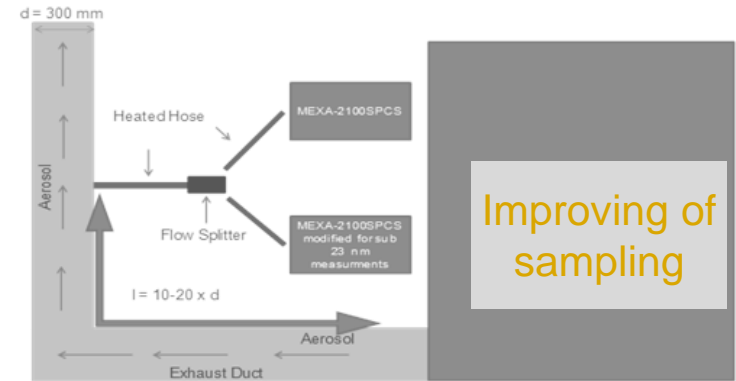 d = 300 mm
Heated Hose
MEXA-2100SPCS
Aerosol
Flow Splitter
MEXA-2100SPCS
modified for sub
23 nm
measurments
Improving of
sampling
l = 10-20 x d
Aerosol
Exhaust Duct